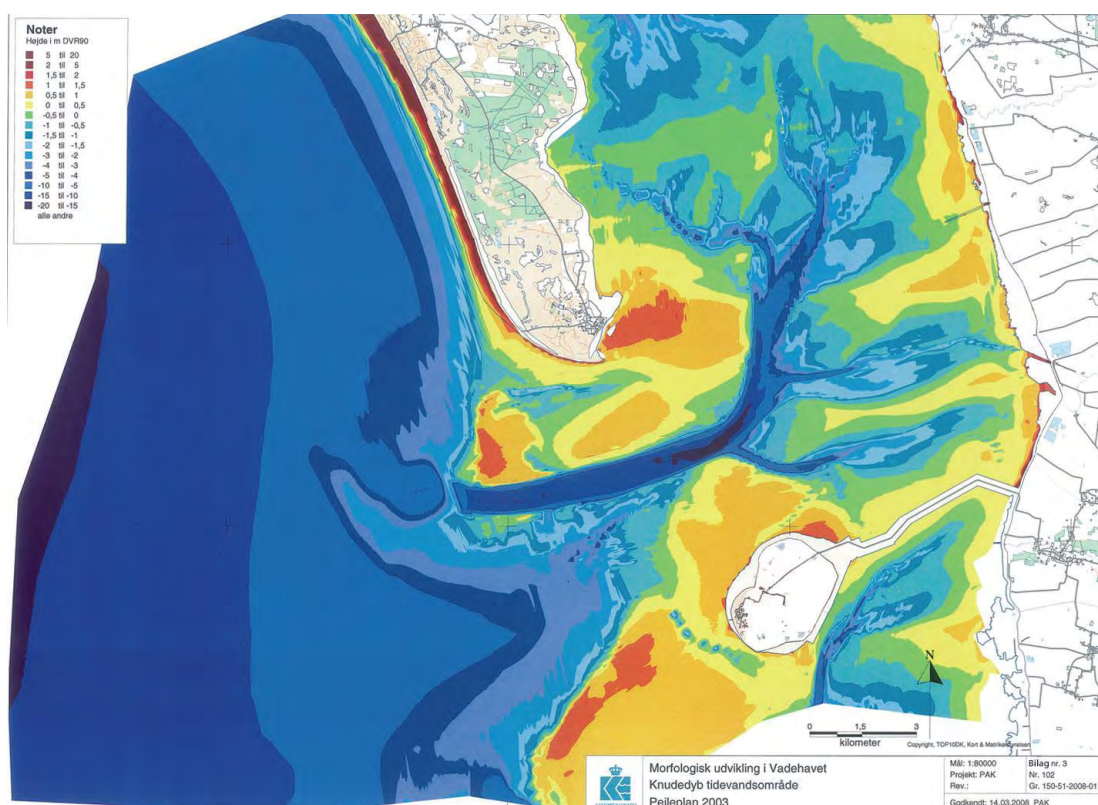 Noter
Højde i m DVR90
5 til 20
2 til 5
1,5 til 2
1 til 1,5
0,5 til 1
0 til 0,5
-0,5 til 0
-1 til -0,5
-1,5 til -1
-2 til -1,5
-3 til -2
-4 til -3
-5 til -4
-10 til -5
-15 til -10
-20 til -15
alle andre
N
0 1,5 3
kilometer
Copyright, TOP10DK, Kort & Matrikelstyrelsen
Morfologisk udvikling i Vadehavet
Knudedyb tidevandsområde
Pejleplan 2003
Mål: 1:80000
Projekt: PAK
Rev.:
Godkendt: 14.03.2008 PAK
Bilag nr. 3
Nr. 102
Gr. 150-51-2008-01